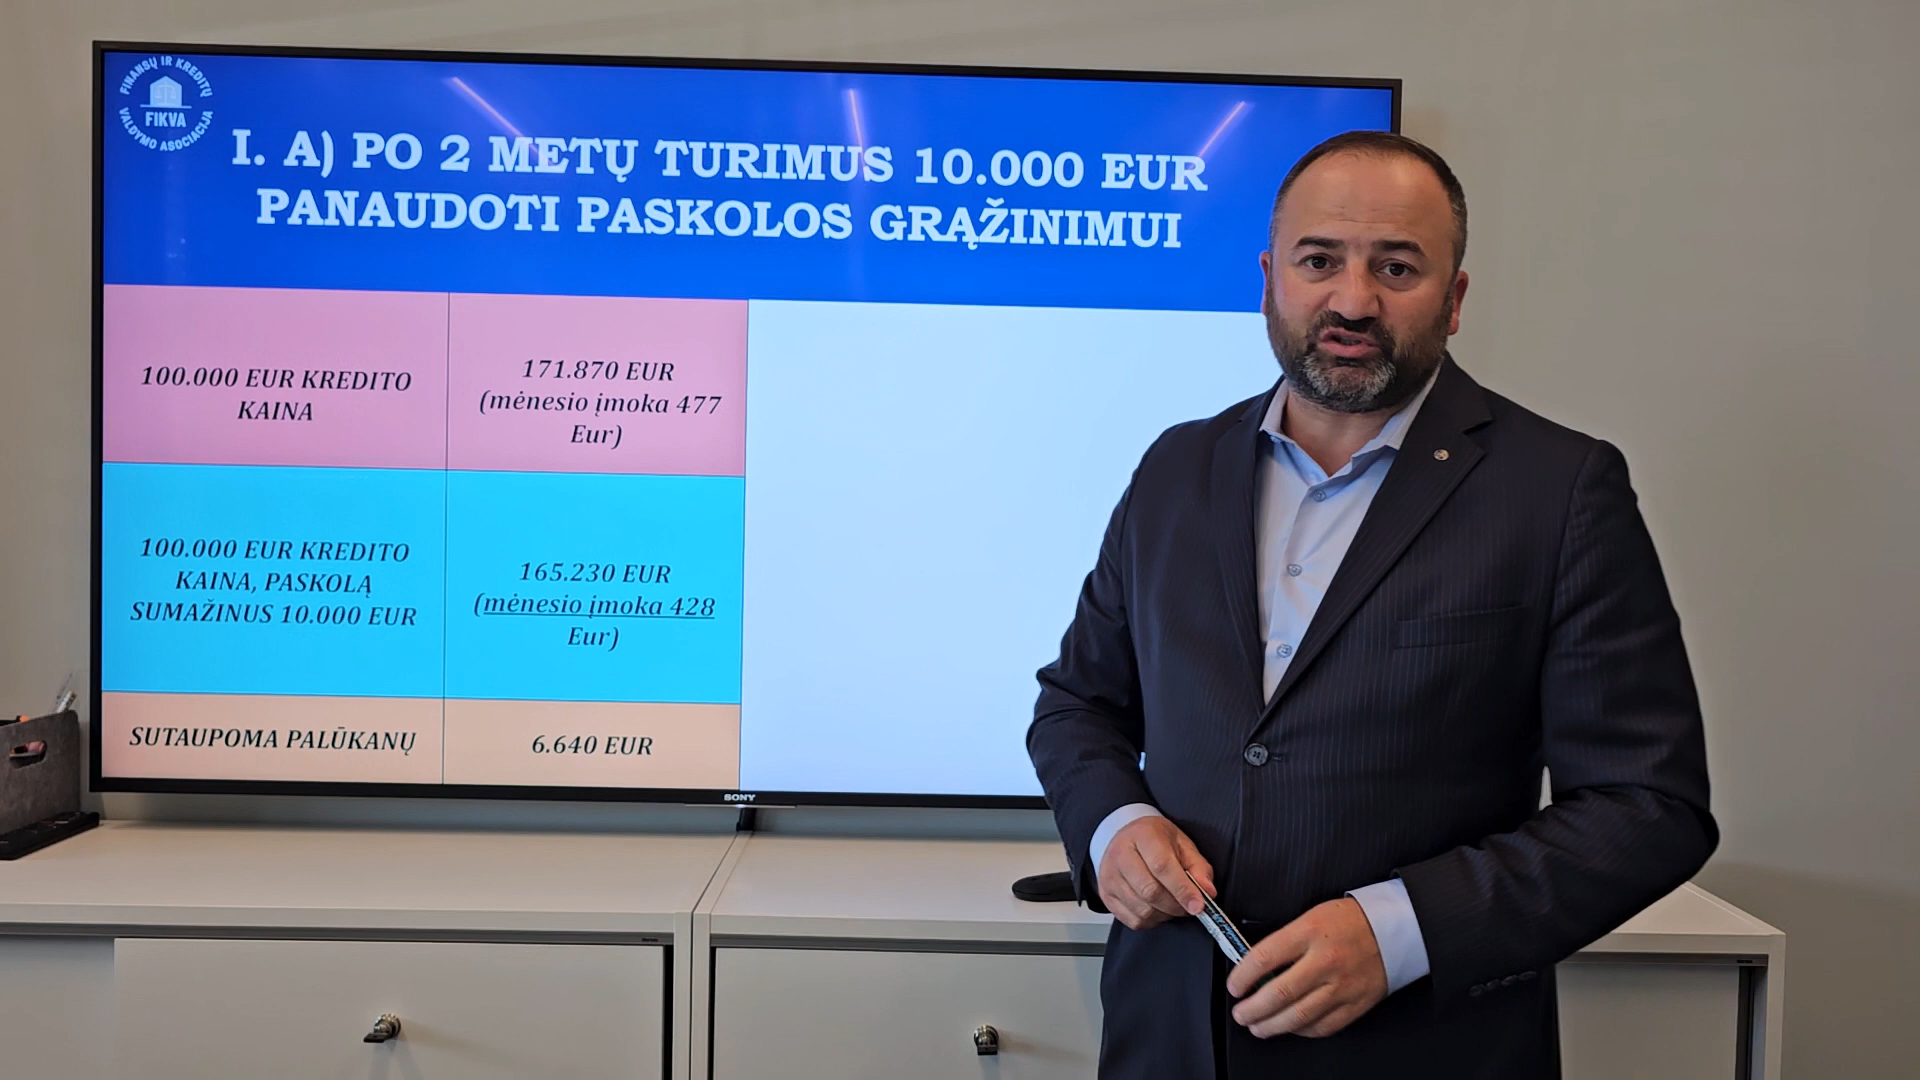 FINANSŲ IR KREDITŲ
FIKVA
VALDYMO ASOCIACIJA
I. A) PO 2 METŲ TURIMUS 10.000 EUR
PANAUDOTI PASKOLOS GRĄŽINIMUI
100.000 EUR KREDITO
KAINA
171.870 EUR
(mėnesio įmoka 477
Eur)
100.000 EUR KREDITO
KAINA, PASKOLĄ
SUMAŽINUS 10.000 EUR
165.230 EUR
(mėnesio įmoka 428
Eur)
SUTAUPOMA PALŪKANŲ
6.640 EUR
SONY